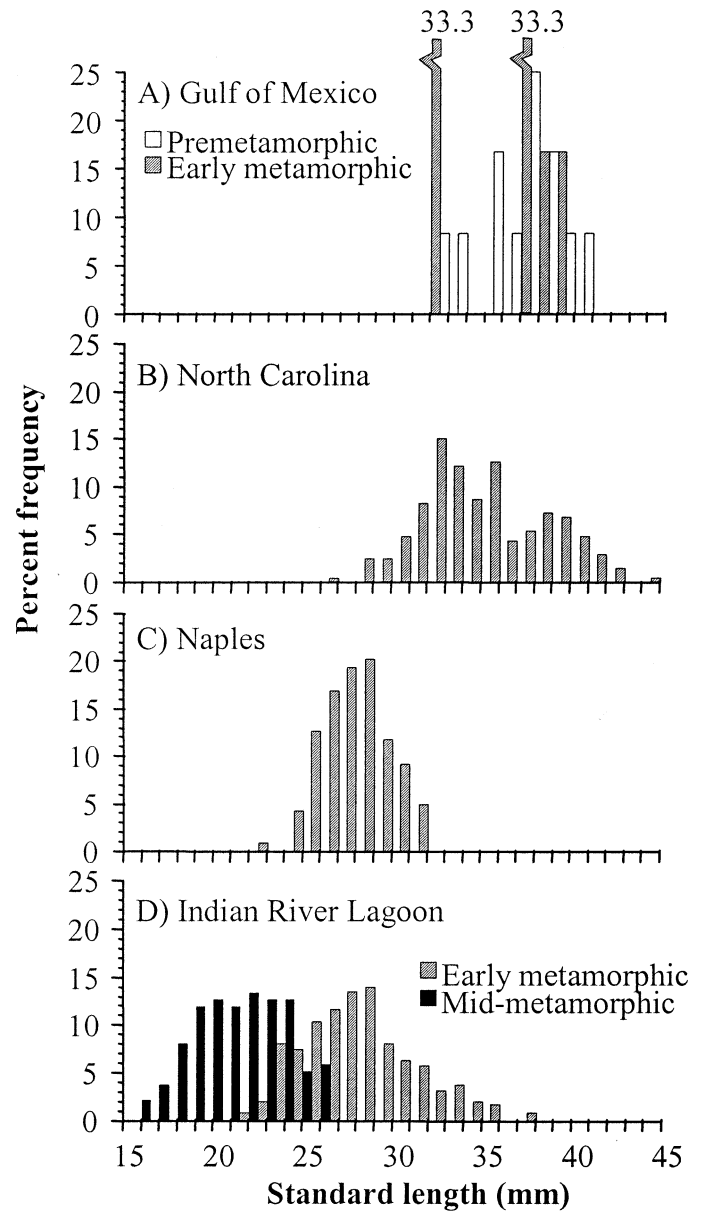 33.3 33.3
25
A) Gulf of Mexico
20
Premetamorphic
15
Early metamorphic
10
5
0
25
B) North Carolina
20
15
10
5
0
Percent frequency
25
C) Naples
20
15
10
5
0
25
D) Indian River Lagoon
20
Early metamorphic
15
Mid-metamorphic
10
5
0
15 20 25 30 35 40 45
Standard length (mm)